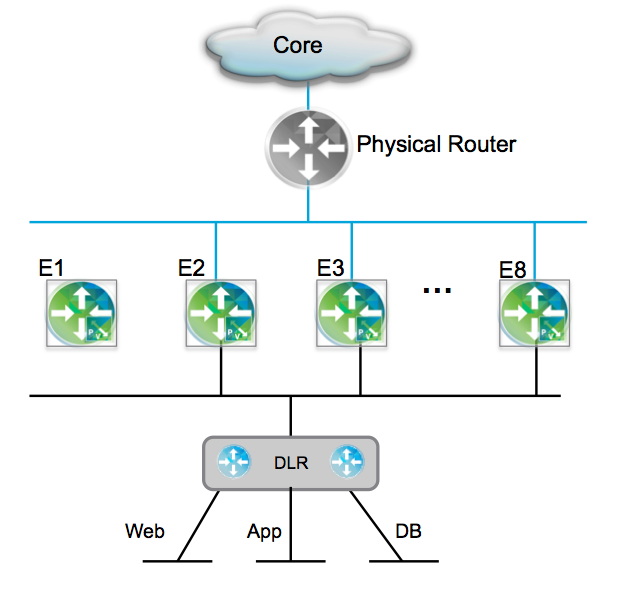 Core
Physical Router
E1
E2
E3
...
E8
P V
P V
P V
P V
DLR
Web
App
DB